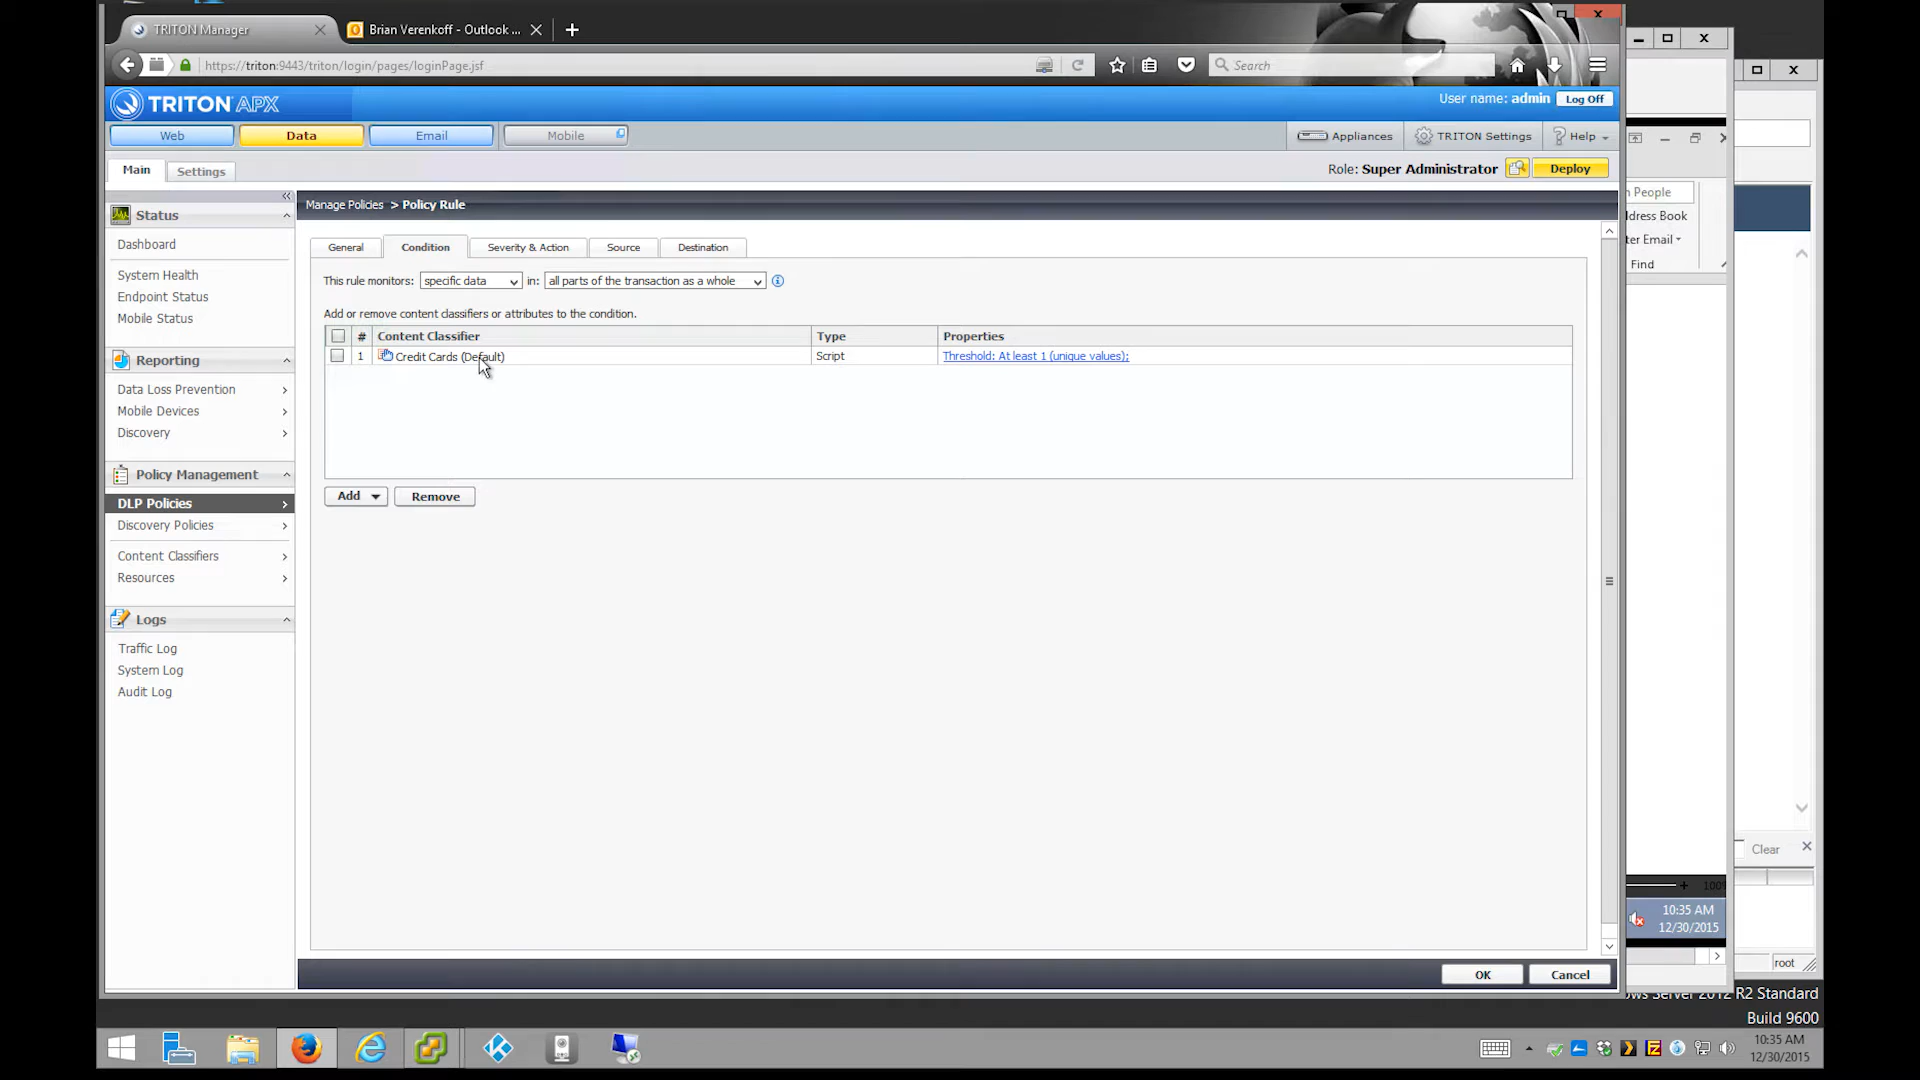 TRITON Manager
Brian Verenkoff - Outlook ...
https://triton:9443/triton/login/pages/loginPage.jsf
Search
TRITON APX
User name: admin
Log Off
Web
Data
Email
Mobile
Appliances
TRITON Settings
Help
Main
Settings
Role: Super Administrator
Deploy
Status
Dashboard
System Health
Endpoint Status
Mobile Status
Reporting
Data Loss Prevention
Mobile Devices
Discovery
Policy Management
DLP Policies
Discovery Policies
Content Classifiers
Resources
Logs
Traffic Log
System Log
Audit Log
Manage Policies > Policy Rule
General
Condition
Severity & Action
Source
Destination
This rule monitors: specific data in: all parts of the transaction as a whole
Add or remove content classifiers or attributes to the condition.
# Content Classifier Type Properties
1 Credit Cards (Default) Script Threshold: At least 1 (unique values);
Add
Remove
OK
Cancel
n People
dress Book
ter Email
Find
Clear
100
10:35 AM
12/30/2015
root
ows Server 2012 R2 Standard
Build 9600
10:35 AM
12/30/2015